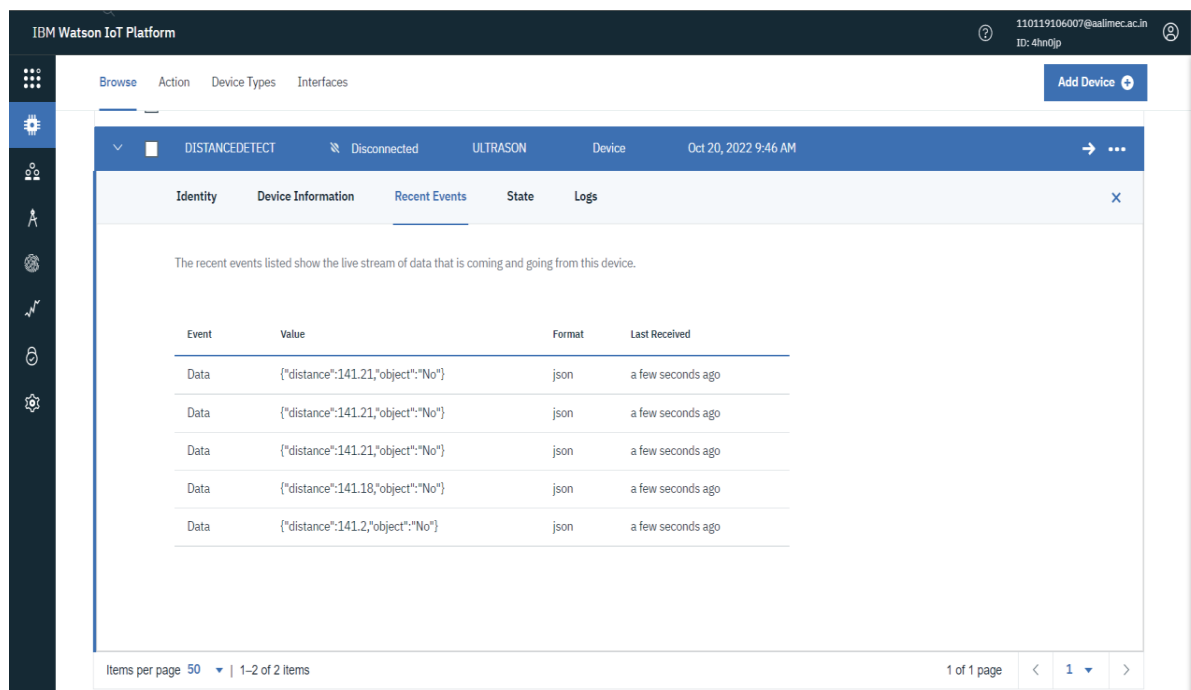 IBM Watson IoT Platform
110119106007@aalimec.ac.in
ID: 4hn0jp
Browse Action Device Types Interfaces
Add Device
DISTANCEDETECT Disconnected ULTRASON Device Oct 20, 2022 9:46 AM
Identity Device Information Recent Events State Logs
The recent events listed show the live stream of data that is coming and going from this device.
Event Value Format Last Received
Data {"distance":141.21,"object":"No"} json a few seconds ago
Data {"distance":141.21,"object":"No"} json a few seconds ago
Data {"distance":141.21,"object":"No"} json a few seconds ago
Data {"distance":141.18,"object":"No"} json a few seconds ago
Data {"distance":141.2,"object":"No"} json a few seconds ago
Items per page 50 | 1–2 of 2 items 1 of 1 page 1